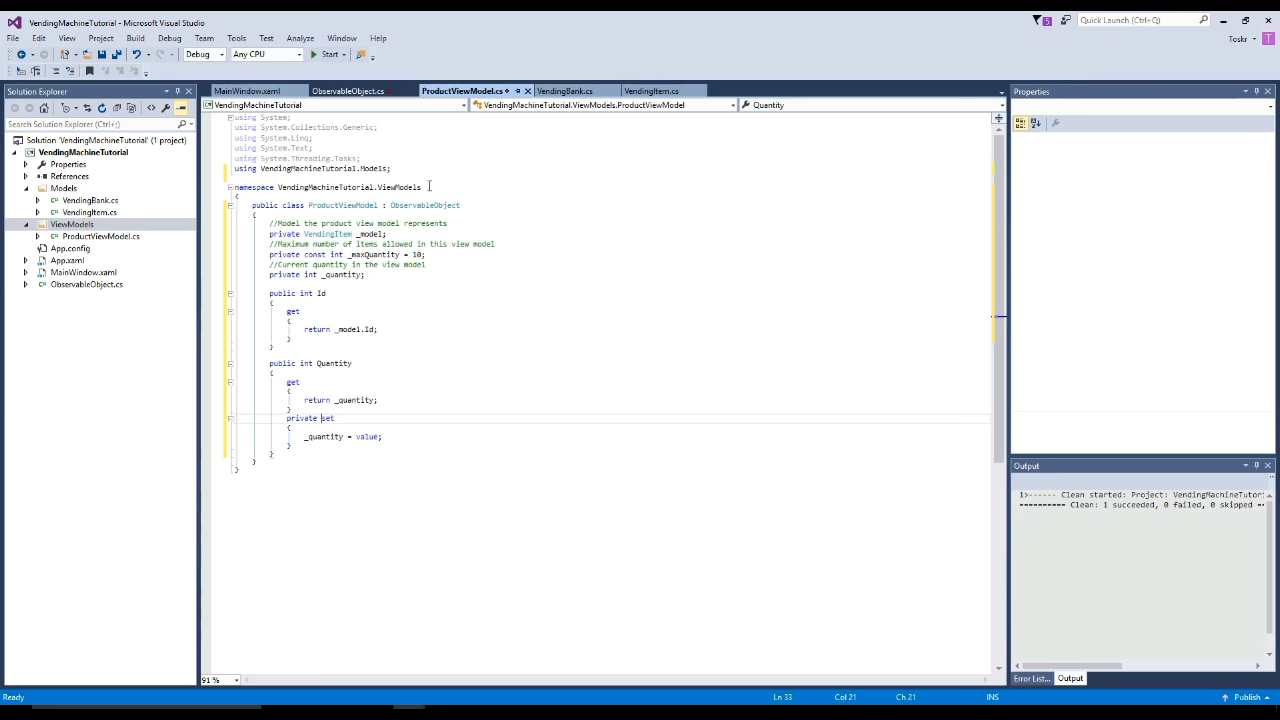 VendingMachineTutorial - Microsoft Visual Studio
5
Quick Launch (Ctrl+Q)
File Edit View Project Build Debug Team Tools Test Analyze Window Help
Toskr
T
Debug Any CPU Start
Solution Explorer
MainWindow.xaml ObservableObject.cs ProductViewModel.cs VendingBank.cs VendingItem.cs
Properties
VendingMachineTutorial VendingMachineTutorial.ViewModels.ProductViewModel Quantity
Search Solution Explorer (Ctrl+;)
Solution 'VendingMachineTutorial' (1 project)
VendingMachineTutorial
Properties
References
Models
VendingBank.cs
VendingItem.cs
ViewModels
ProductViewModel.cs
App.config
App.xaml
MainWindow.xaml
ObservableObject.cs
using System;
using System.Collections.Generic;
using System.Linq;
using System.Text;
using System.Threading.Tasks;
using VendingMachineTutorial.Models;
namespace VendingMachineTutorial.ViewModels
{
public class ProductViewModel : ObservableObject
{
//Model the product view model represents
private VendingItem _model;
//Maximum number of items allowed in this view model
private const int _maxQuantity = 10;
//Current quantity in the view model
private int _quantity;
public int Id
{
get
{
return _model.Id;
}
}
public int Quantity
{
get
{
return _quantity;
}
private set
{
_quantity = value;
}
}
}
}
Output
1>------ Clean started: Project: VendingMachineTutor
========== Clean: 1 succeeded, 0 failed, 0 skipped ==
91 %
Error List... Output
Ready Ln 33 Col 21 Ch 21 INS Publish